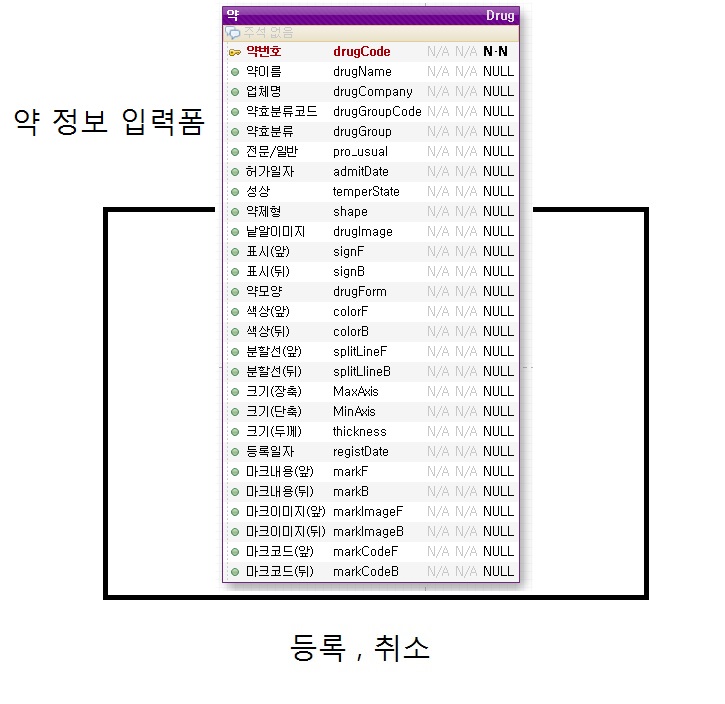 약 Drug
주석 없음
약번호 drugCode N/A N/A N-N
약이름 drugName N/A N/A NULL
업체명 drugCompany N/A N/A NULL
약 정보 입력폼
약효분류코드 drugGroupCode N/A N/A NULL
약효분류 drugGroup N/A N/A NULL
전문/일반 pro_usual N/A N/A NULL
허가일자 admitDate N/A N/A NULL
성상 temperState N/A N/A NULL
약제형 shape N/A N/A NULL
낱알이미지 drugImage N/A N/A NULL
표시(앞) signF N/A N/A NULL
표시(뒤) signB N/A N/A NULL
약모양 drugForm N/A N/A NULL
색상(앞) colorF N/A N/A NULL
색상(뒤) colorB N/A N/A NULL
분할선(앞) splitLineF N/A N/A NULL
분할선(뒤) splitLlineB N/A N/A NULL
크기(장축) MaxAxis N/A N/A NULL
크기(단축) MinAxis N/A N/A NULL
크기(두께) thickness N/A N/A NULL
등록일자 registDate N/A N/A NULL
마크내용(앞) markF N/A N/A NULL
마크내용(뒤) markB N/A N/A NULL
마크이미지(앞) markImageF N/A N/A NULL
마크이미지(뒤) markImageB N/A N/A NULL
마크코드(앞) markCodeF N/A N/A NULL
마크코드(뒤) markCodeB N/A N/A NULL
등록 , 취소